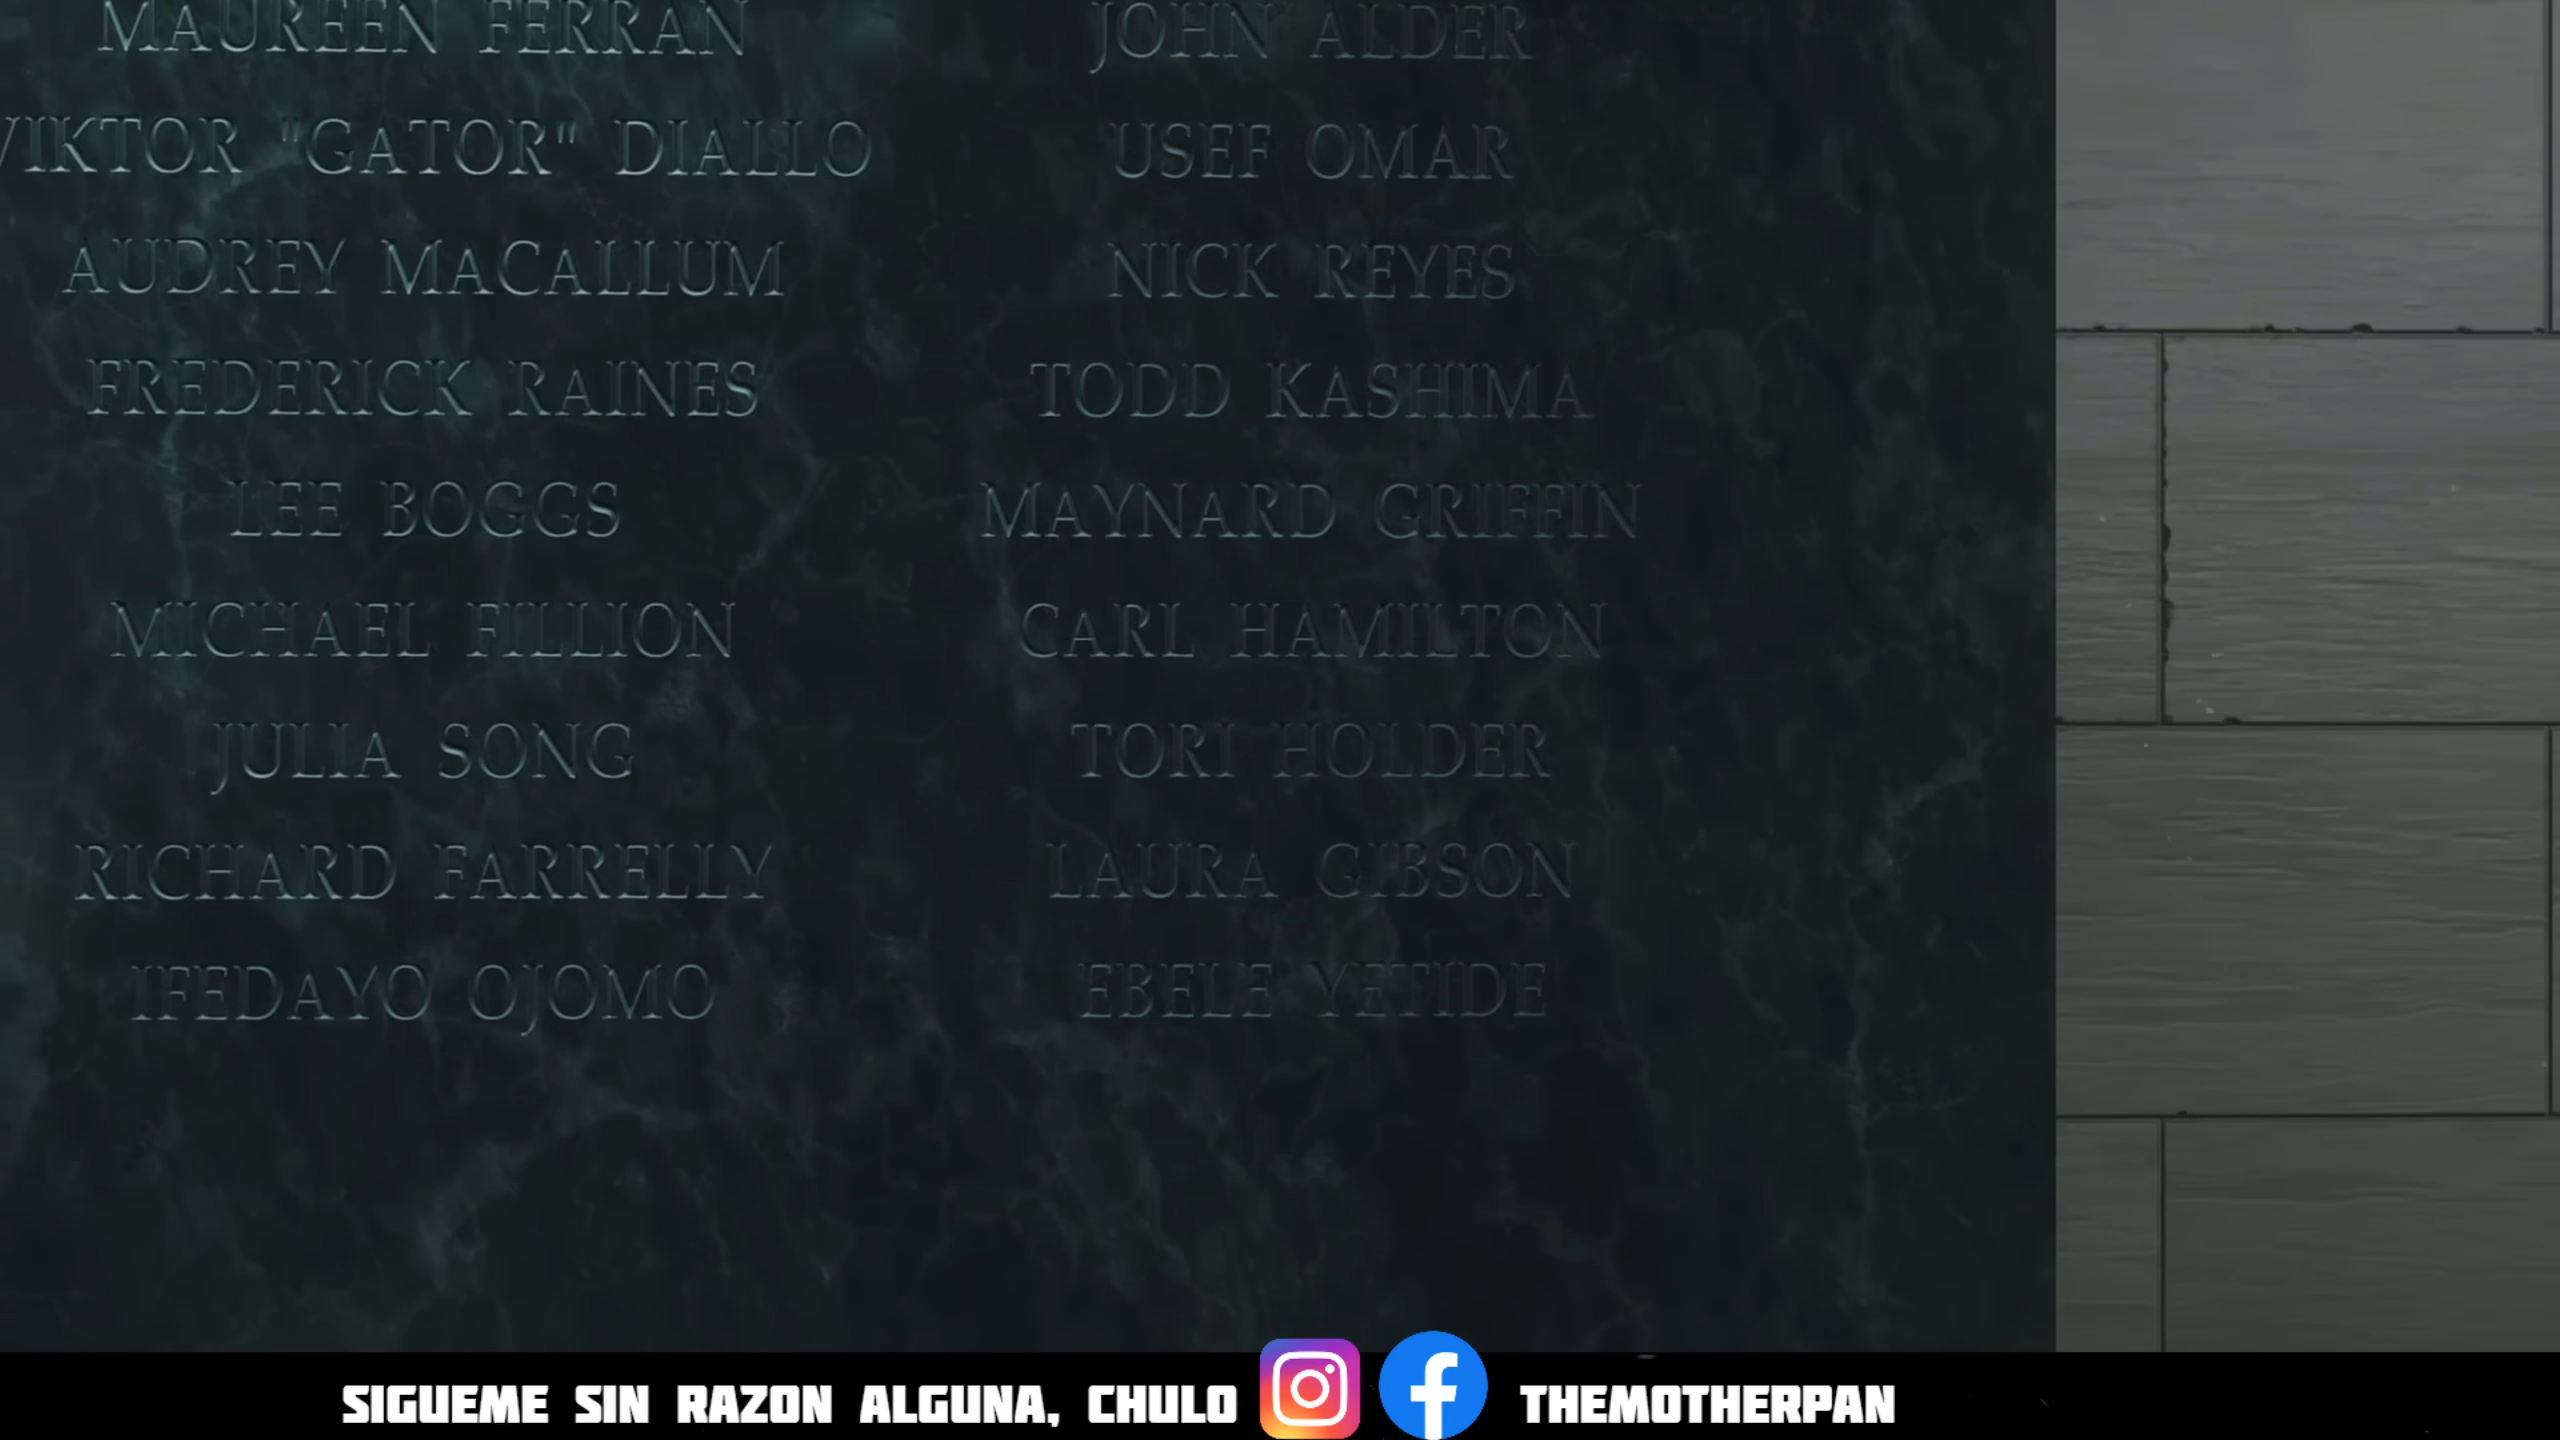 MAUREEN FERRAN
VIKTOR "GATOR" DIALLO
AUDREY MACALLUM
FREDERICK RAINES
LEE BOGGS
MICHAEL FILLION
JULIA SONG
RICHARD FARRELLY
IFEDAYO OJOMO
JOHN ALDER
USEF OMAR
NICK REYES
TODD KASHIMA
MAYNARD GRIFFIN
CARL HAMILTON
TORI HOLDER
LAURA GIBSON
EBELE YETIDE
SIGUEME SIN RAZON ALGUNA, CHULO THEMOTHERPAN